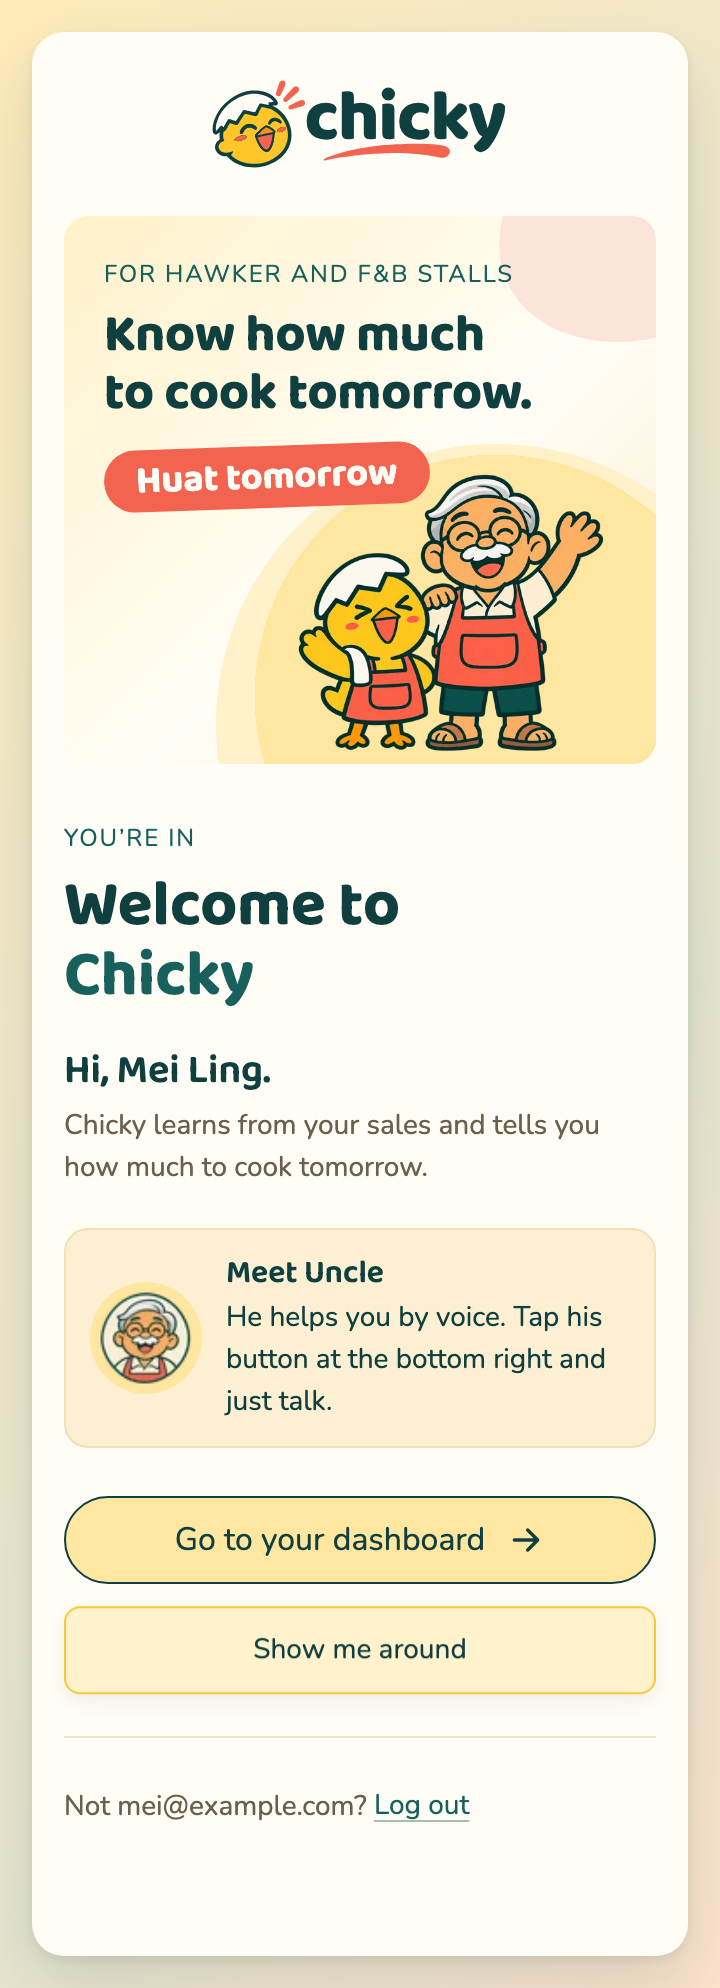 chicky
FOR HAWKER AND F&B STALLS
Know how much
to cook tomorrow.
Huat tomorrow
YOU’RE IN
Welcome to
Chicky
Hi, Mei Ling.
Chicky learns from your sales and tells you
how much to cook tomorrow.
Meet Uncle
He helps you by voice. Tap his
button at the bottom right and
just talk.
Go to your dashboard →
Show me around
Not mei@example.com? Log out